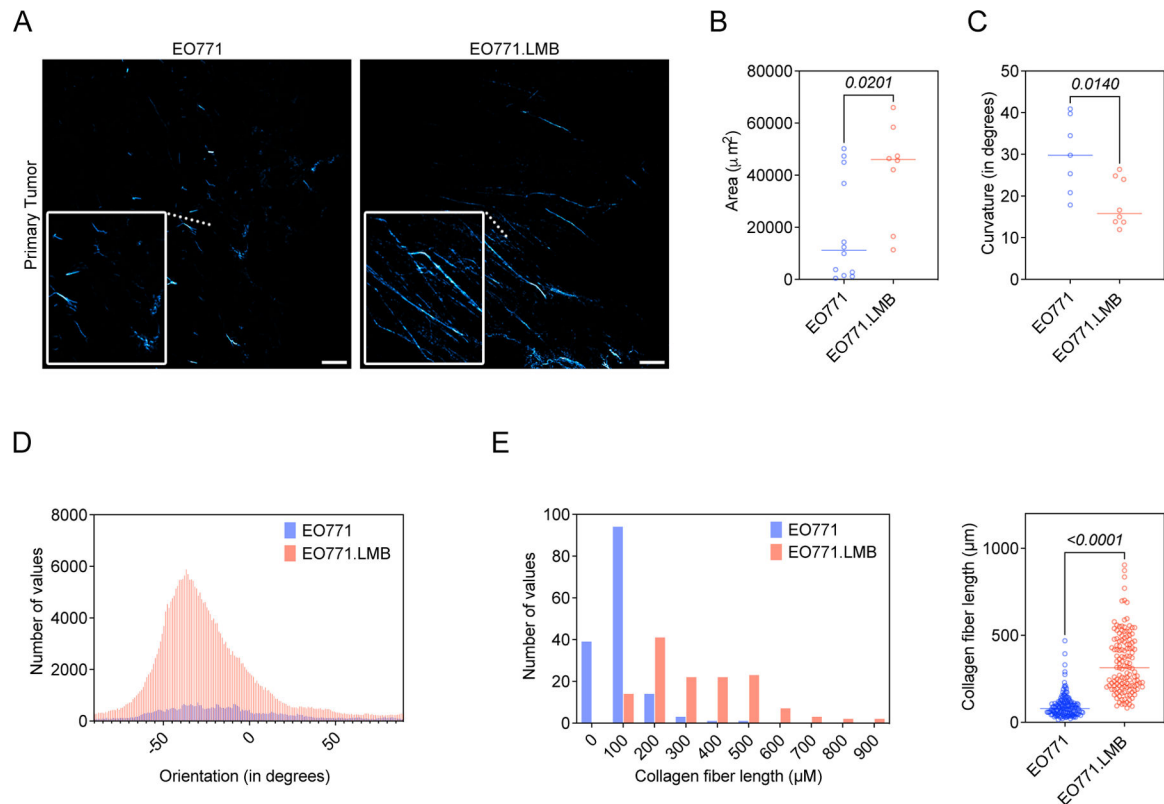 A
EO771
EO771.LMB
Primary Tumor
B
80000
60000
40000
20000
0
Area (μ m²)
0.0201
EO771
EO771.LMB
C
50
40
30
20
10
0
Curvature (in degrees)
0.0140
EO771
EO771.LMB
D
8000
6000
4000
2000
0
Number of values
EO771
EO771.LMB
-50
0
50
Orientation (in degrees)
E
100
80
60
40
20
0
Number of values
EO771
EO771.LMB
0
100
200
300
400
500
600
700
800
900
Collagen fiber length (μM)
1000
500
0
Collagen fiber length (μm)
<0.0001
EO771
EO771.LMB